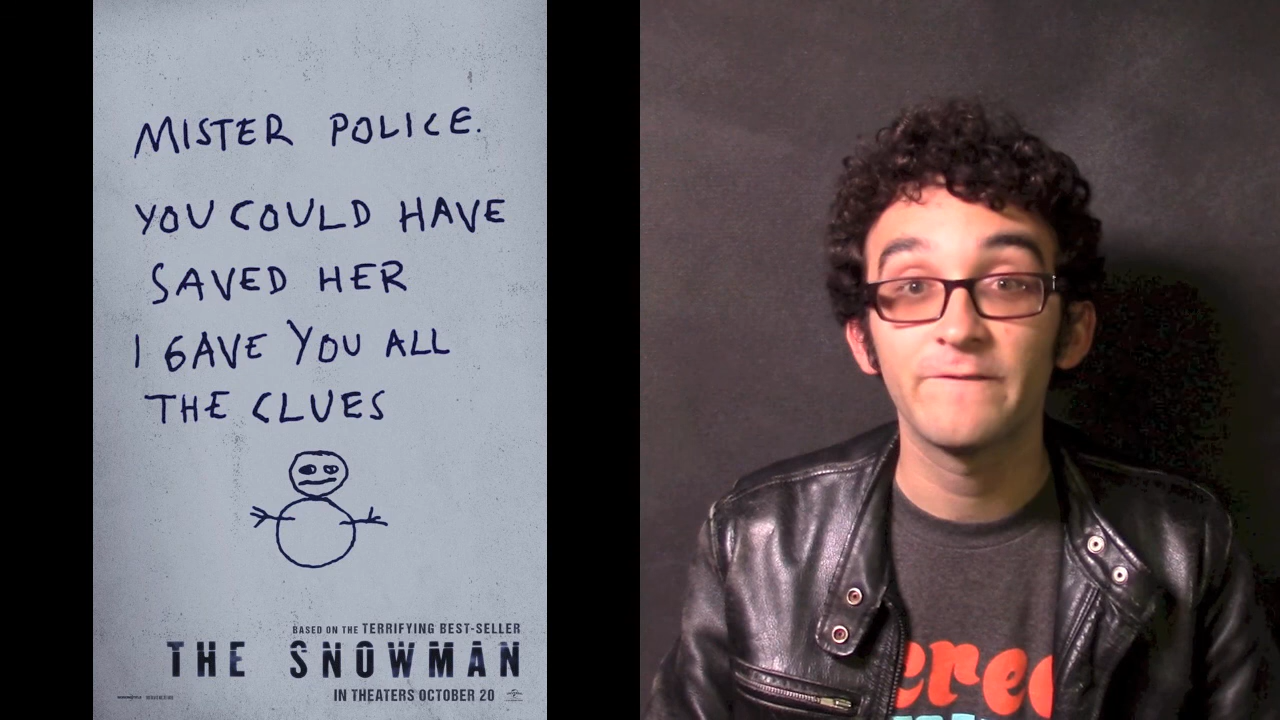 MISTER POLICE.
YOU COULD HAVE
SAVED HER
I GAVE YOU ALL
THE CLUES
BASED ON THE TERRIFYING BEST-SELLER
THE SNOWMAN
IN THEATERS OCTOBER 20
ereo